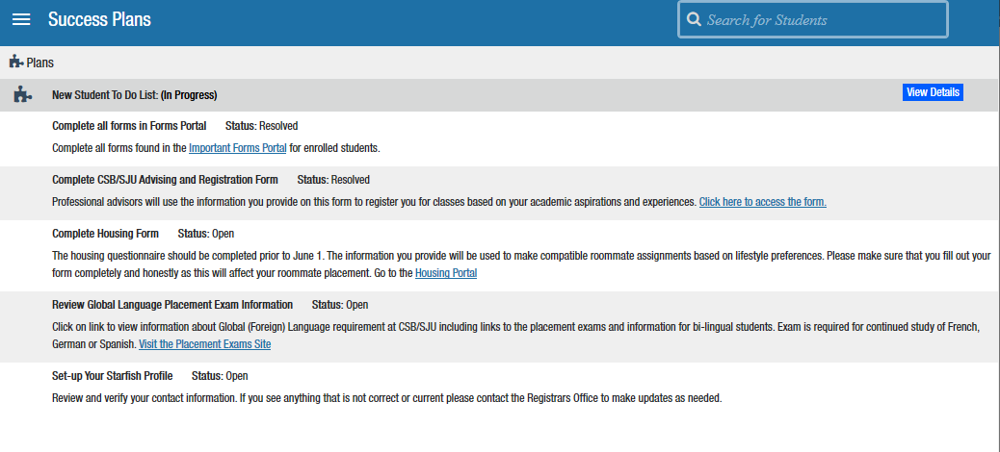 Success Plans
Search for Students
Plans
New Student To Do List: (In Progress)
View Details
Complete all forms in Forms Portal Status: Resolved
Complete all forms found in the Important Forms Portal for enrolled students.
Complete CSB/SJU Advising and Registration Form Status: Resolved
Professional advisors will use the information you provide on this form to register you for classes based on your academic aspirations and experiences. Click here to access the form.
Complete Housing Form Status: Open
The housing questionnaire should be completed prior to June 1. The information you provide will be used to make compatible roommate assignments based on lifestyle preferences. Please make sure that you fill out your
form completely and honestly as this will affect your roommate placement. Go to the Housing Portal
Review Global Language Placement Exam Information Status: Open
Click on link to view information about Global (Foreign) Language requirement at CSB/SJU including links to the placement exams and information for bi-lingual students. Exam is required for continued study of French,
German or Spanish. Visit the Placement Exams Site
Set-up Your Starfish Profile Status: Open
Review and verify your contact information. If you see anything that is not correct or current please contact the Registrars Office to make updates as needed.